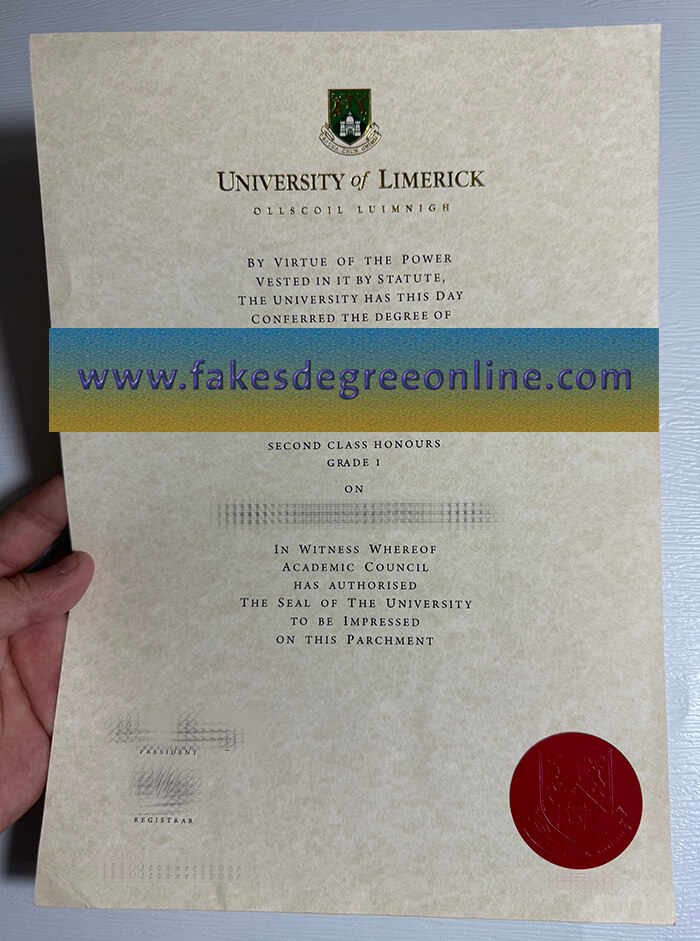 UNIVERSITY of LIMERICK
OLLSCOIL LUIMNIGH
BY VIRTUE OF THE POWER
VESTED IN IT BY STATUTE,
THE UNIVERSITY HAS THIS DAY
CONFERRED THE DEGREE OF
www.fakesdegreeonline.com
SECOND CLASS HONOURS
GRADE 1
ON
IN WITNESS WHEREOF
ACADEMIC COUNCIL
HAS AUTHORISED
THE SEAL OF THE UNIVERSITY
TO BE IMPRESSED
ON THIS PARCHMENT
PRESIDENT
REGISTRAR